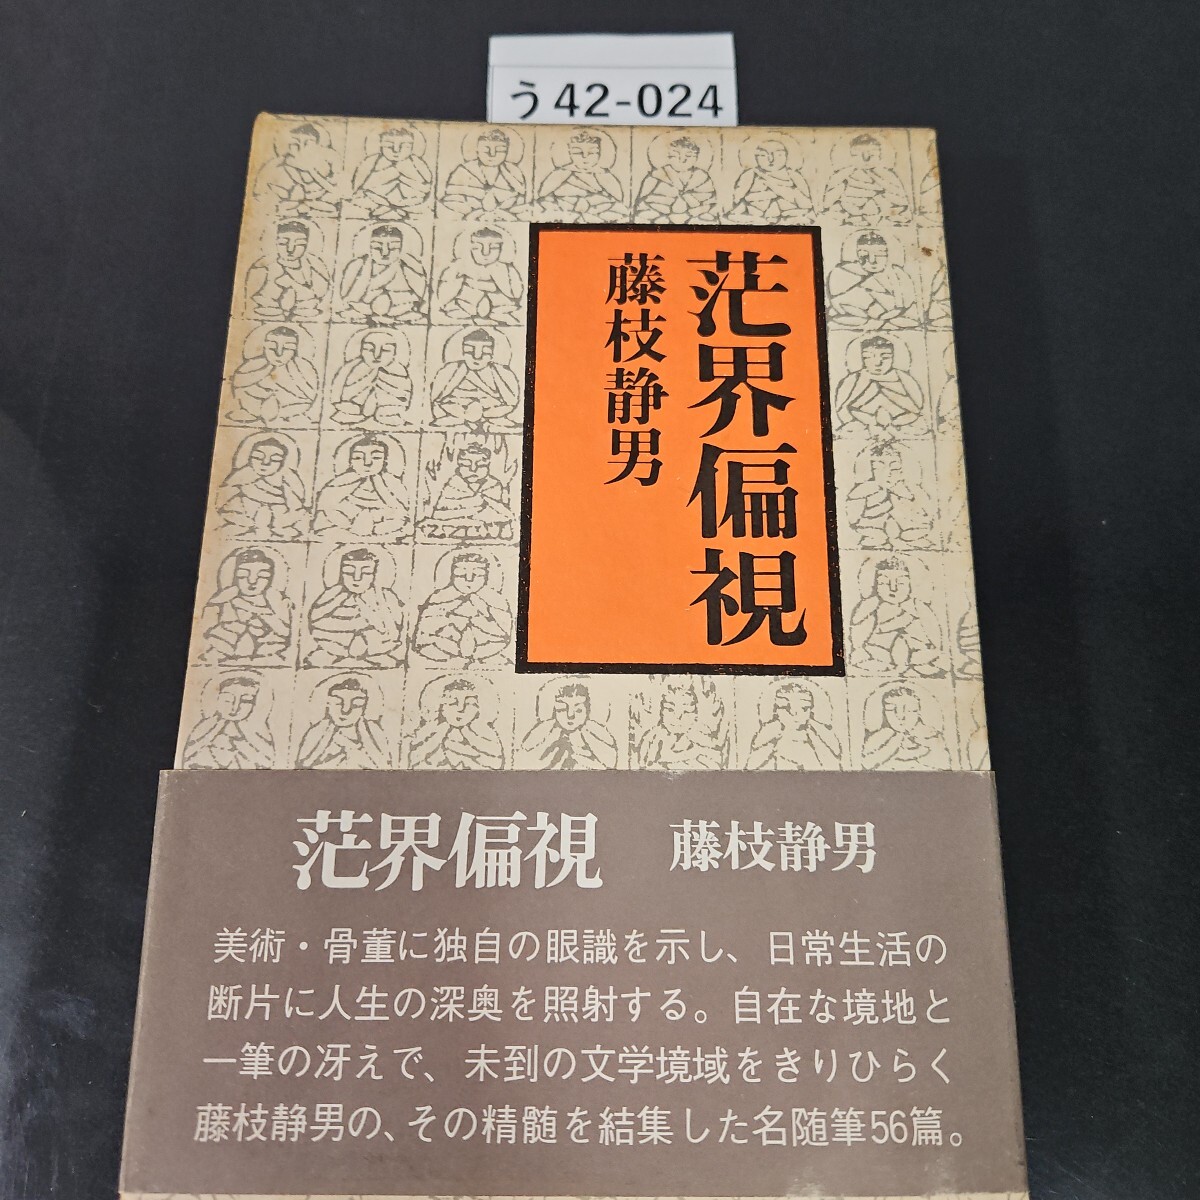 う42-024
茫界偏視
藤枝静男
茫界偏視 藤枝静男
美術・骨董に独自の眼識を示し、日常生活の
断片に人生の深奥を照射する。自在な境地と
一筆の冴えで、未到の文学境域をきりひらく
藤枝静男の、その精髄を結集した名随筆56篇。